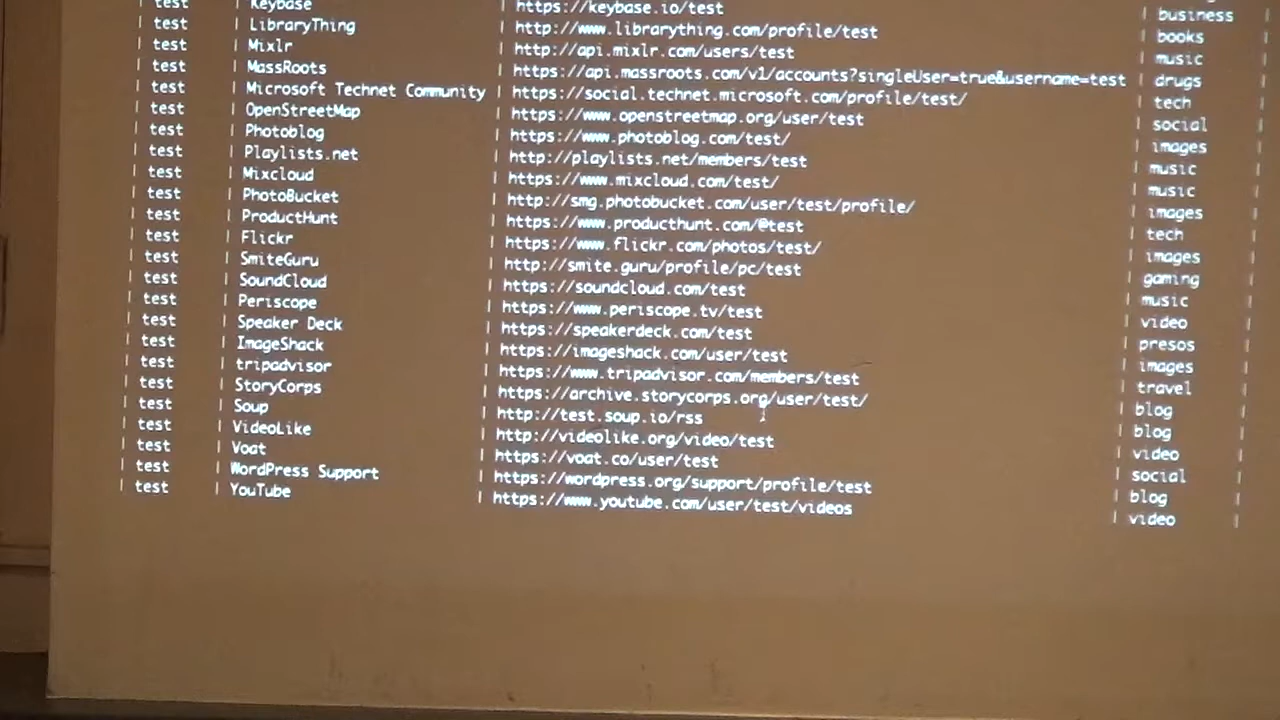 | test | Keybase | https://keybase.io/test | business |
| test | LibraryThing | http://www.librarything.com/profile/test | books |
| test | Mixlr | http://api.mixlr.com/users/test | music |
| test | MassRoots | https://api.massroots.com/v1/accounts?singleUser=true&username=test | drugs |
| test | Microsoft Technet Community | https://social.technet.microsoft.com/profile/test/ | tech |
| test | OpenStreetMap | https://www.openstreetmap.org/user/test | social |
| test | Photoblog | https://www.photoblog.com/test/ | images |
| test | Playlists.net | http://playlists.net/members/test | music |
| test | Mixcloud | https://www.mixcloud.com/test/ | music |
| test | PhotoBucket | http://smg.photobucket.com/user/test/profile/ | images |
| test | ProductHunt | https://www.producthunt.com/@test | tech |
| test | Flickr | https://www.flickr.com/photos/test/ | images |
| test | SmiteGuru | http://smite.guru/profile/pc/test | gaming |
| test | SoundCloud | https://soundcloud.com/test | music |
| test | Periscope | https://www.periscope.tv/test | video |
| test | Speaker Deck | https://speakerdeck.com/test | presos |
| test | ImageShack | https://imageshack.com/user/test | images |
| test | tripadvisor | https://www.tripadvisor.com/members/test | travel |
| test | StoryCorps | https://archive.storycorps.org/user/test/ | blog |
| test | Soup | http://test.soup.io/rss | blog |
| test | VideoLike | http://videolike.org/video/test | video |
| test | Voat | https://voat.co/user/test | social |
| test | WordPress Support | https://wordpress.org/support/profile/test | blog |
| test | YouTube | https://www.youtube.com/user/test/videos | video |